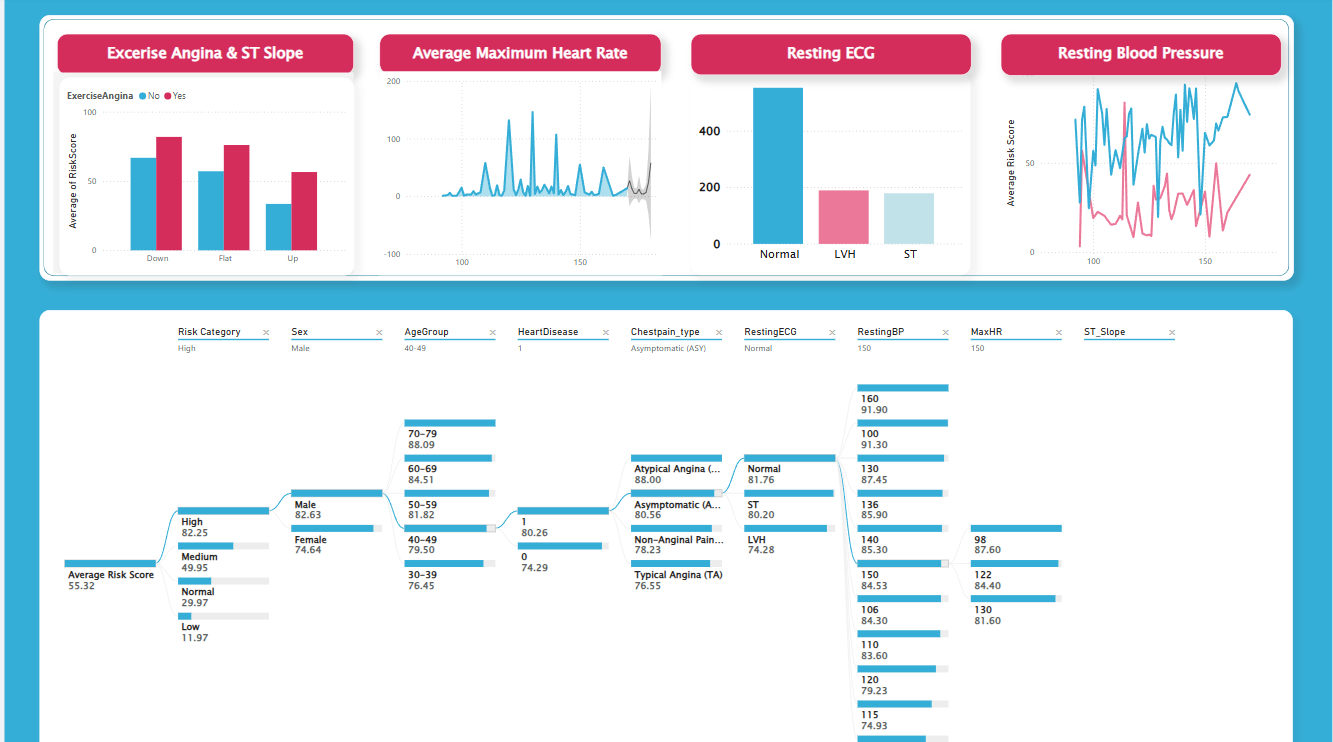 Excerise Angina & ST Slope
Average Maximum Heart Rate
Resting ECG
Resting Blood Pressure
ExerciseAngina No Yes
Average of RiskScore
100
50
0
Down Flat Up
200
100
0
-100
100 150
400
200
0
Normal LVH ST
Average Risk Score
50
0
100 150
Risk Category
High
Sex
Male
AgeGroup
40-49
HeartDisease
1
Chestpain_type
Asymptomatic (ASY)
RestingECG
Normal
RestingBP
150
MaxHR
150
ST_Slope
Average Risk Score
55.32
High
82.25
Medium
49.95
Normal
29.97
Low
11.97
Male
82.63
Female
74.64
70–79
88.09
60–69
84.51
50–59
81.82
40–49
79.50
30–39
76.45
1
80.26
0
74.29
Atypical Angina (...
88.00
Asymptomatic (A...
80.56
Non-Anginal Pain...
78.23
Typical Angina (TA)
76.55
Normal
81.76
ST
80.20
LVH
74.28
160
91.90
100
91.30
130
87.45
136
85.90
140
85.30
150
84.53
106
84.30
110
83.60
120
79.23
115
74.93
98
87.60
122
84.40
130
81.60